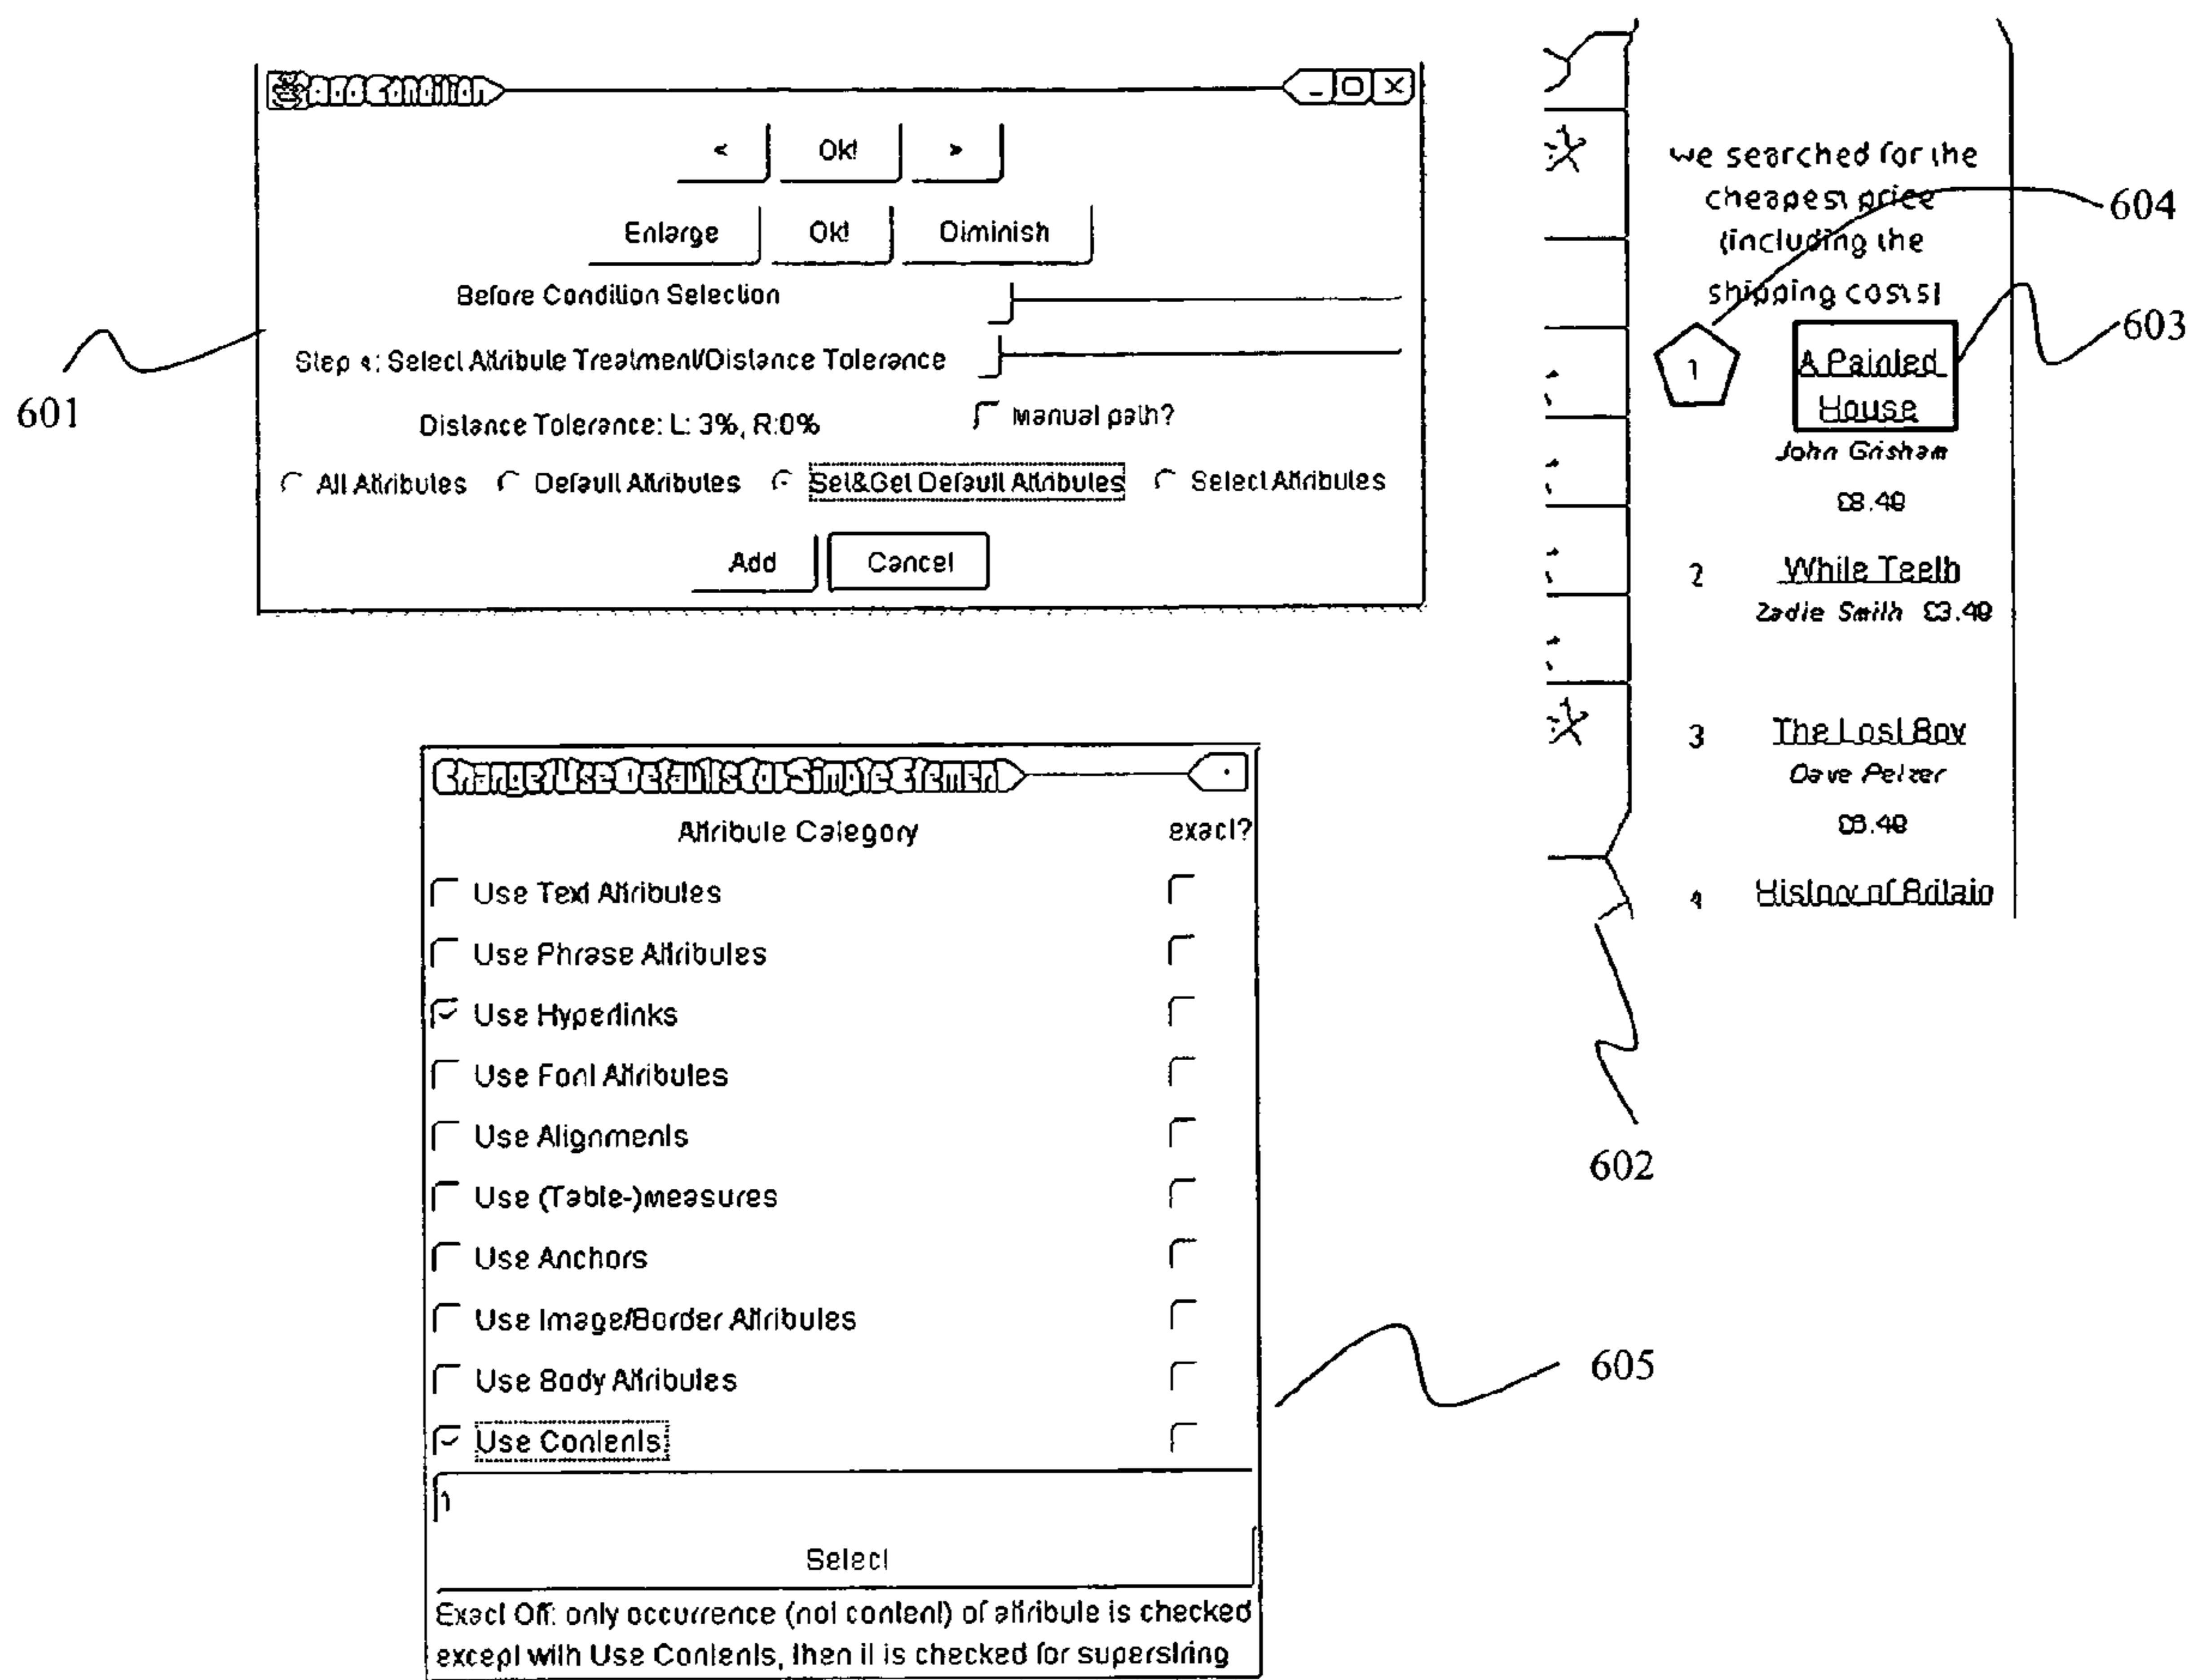 Add Condition
< Ok! >
Enlarge Ok! Diminish
Before Condition Selection
Step 4: Select Attribute Treatment/Distance Tolerance
Distance Tolerance: L: 3%, R:0% Manual path?
All Attributes Default Attributes Set&Get Default Attributes Select Attributes
Add Cancel
601
we searched for the
cheapest price
(including the
shipping costs)
604
603
1 A Painted
House
John Grisham
£8.40
2 White Teeth
Zadie Smith £3.40
3 The Lost Boy
Dave Pelzer
4 History of Britain
602
Change/Use Defaults for Simple Element
Attribute Category exact?
Use Text Attributes
Use Phrase Attributes
Use Hyperlinks
Use Font Attributes
Use Alignments
Use (Table-)measures
Use Anchors
Use Image/Border Attributes
Use Body Attributes
Use Contents
1
Select
Exact Off: only occurrence (not content) of attribute is checked
except with Use Contents, then it is checked for superstring
605